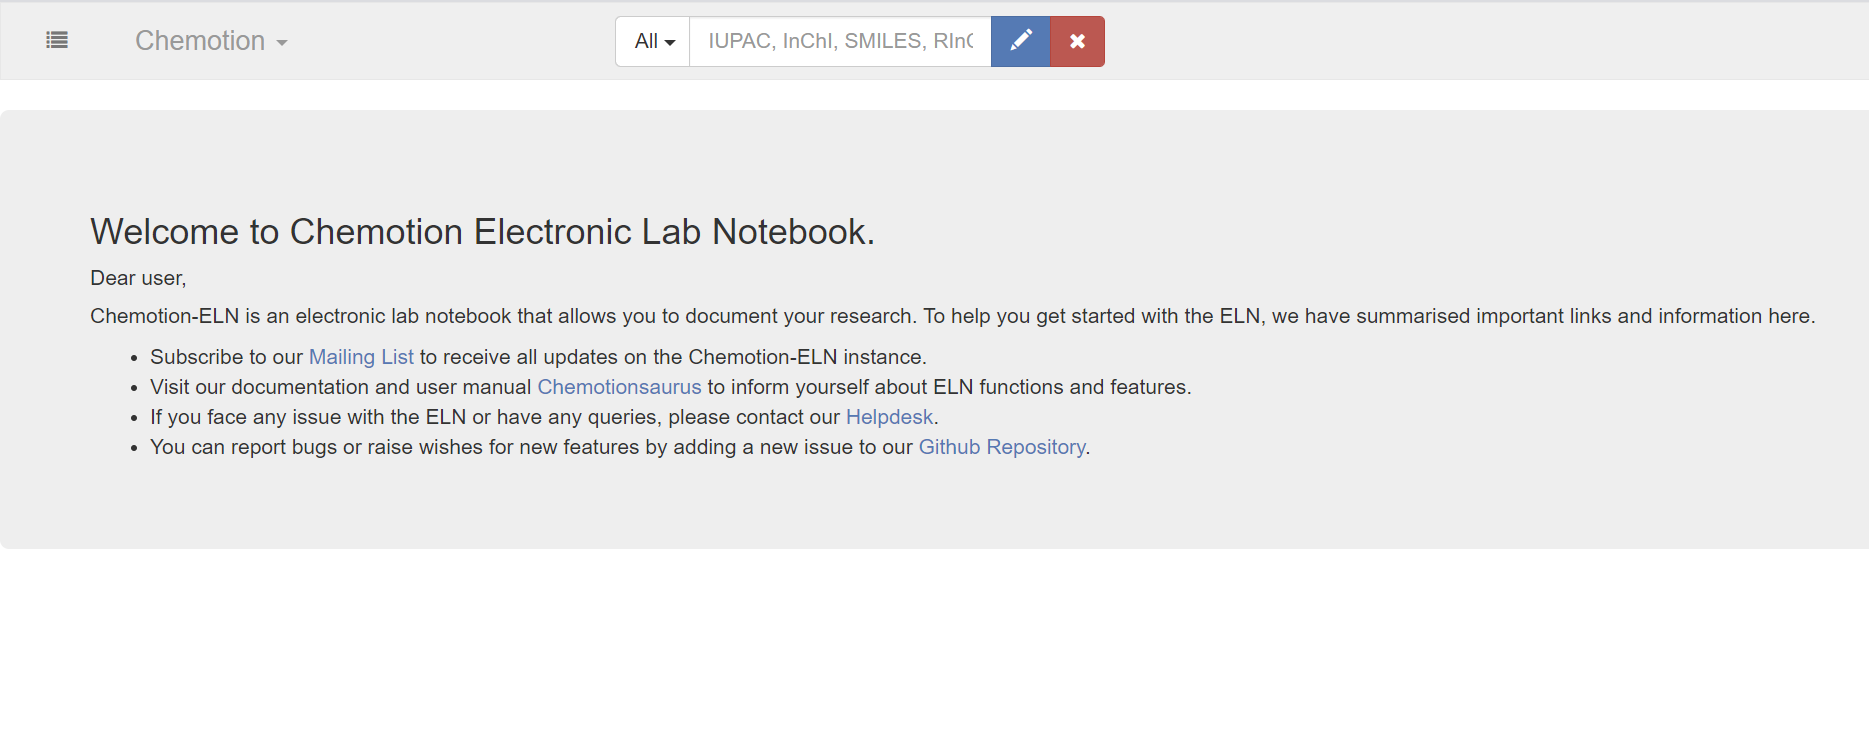 Chemotion
All
IUPAC, InChI, SMILES, RInC
Welcome to Chemotion Electronic Lab Notebook.
Dear user,
Chemotion-ELN is an electronic lab notebook that allows you to document your research. To help you get started with the ELN, we have summarised important links and information here.
Subscribe to our Mailing List to receive all updates on the Chemotion-ELN instance.
Visit our documentation and user manual Chemotionsaurus to inform yourself about ELN functions and features.
If you face any issue with the ELN or have any queries, please contact our Helpdesk.
You can report bugs or raise wishes for new features by adding a new issue to our Github Repository.